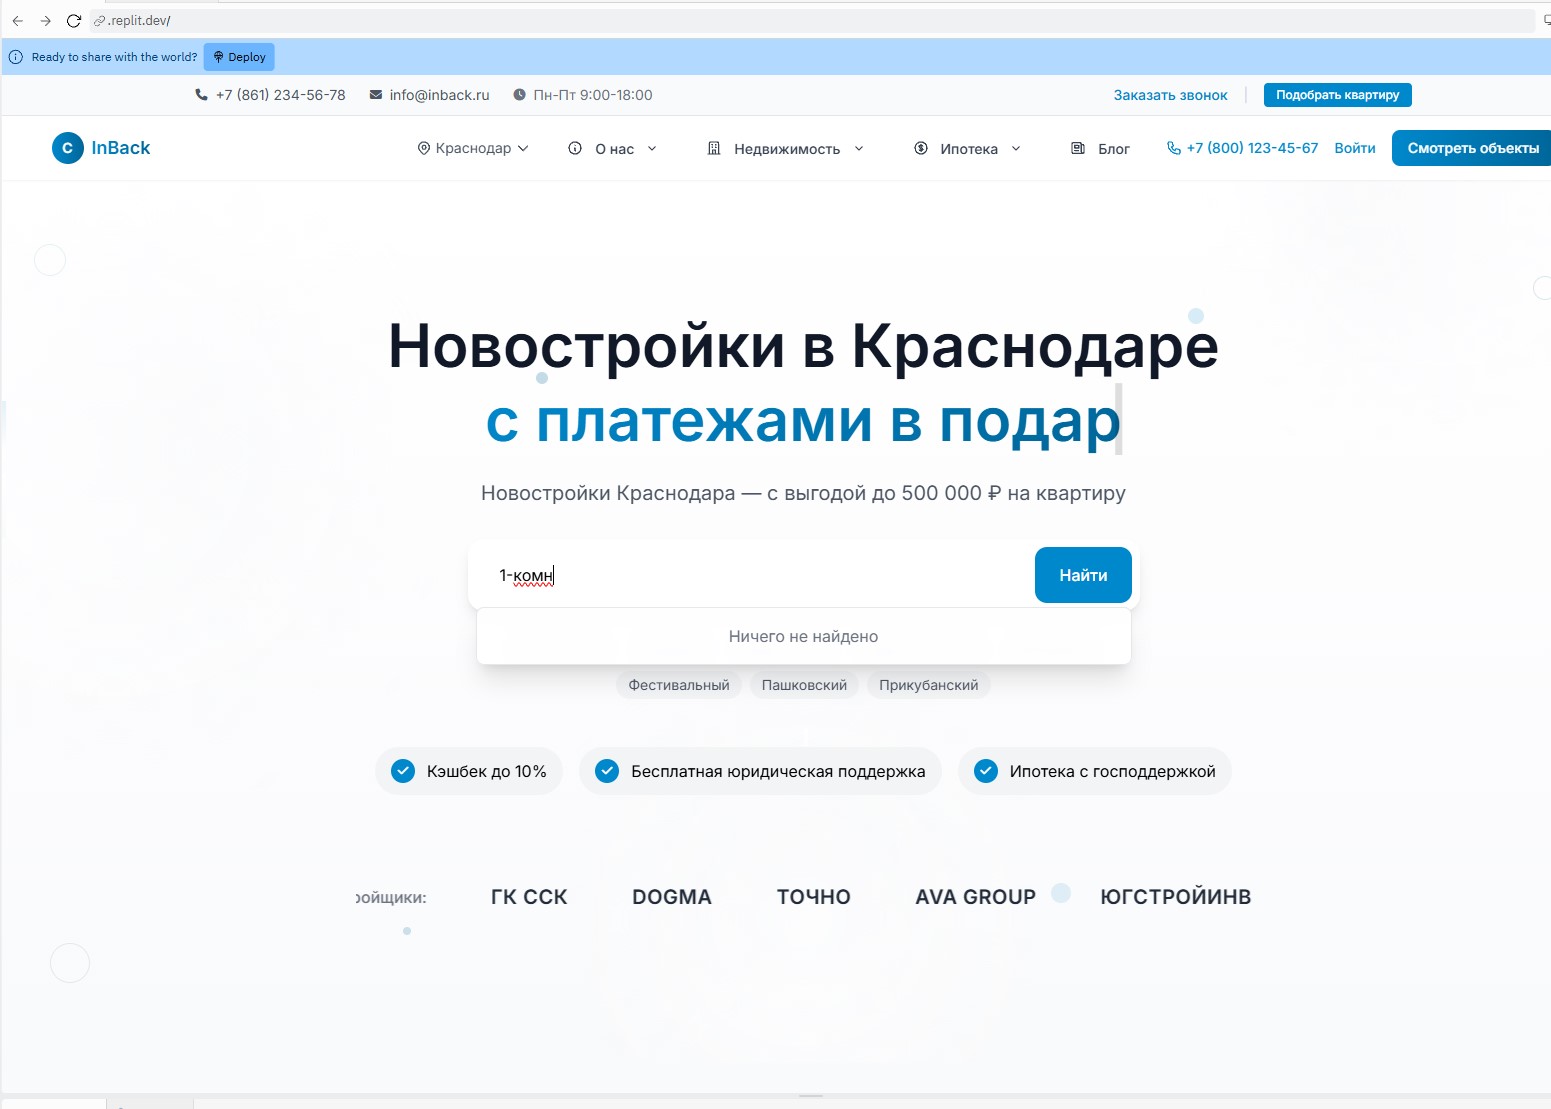 .replit.dev/
Ready to share with the world? Deploy
+7 (861) 234-56-78 info@inback.ru Пн-Пт 9:00-18:00 Заказать звонок Подобрать квартиру
C InBack Краснодар О нас Недвижимость Ипотека Блог +7 (800) 123-45-67 Войти Смотреть объекты
Новостройки в Краснодаре
с платежами в подар
Новостройки Краснодара — с выгодой до 500 000 ₽ на квартиру
1-комн Найти
Ничего не найдено
Фестивальный Пашковский Прикубанский
Кэшбек до 10% Бесплатная юридическая поддержка Ипотека с господдержкой
ройщики: ГК ССК DOGMA ТОЧНО AVA GROUP ЮГСТРОЙИНВ